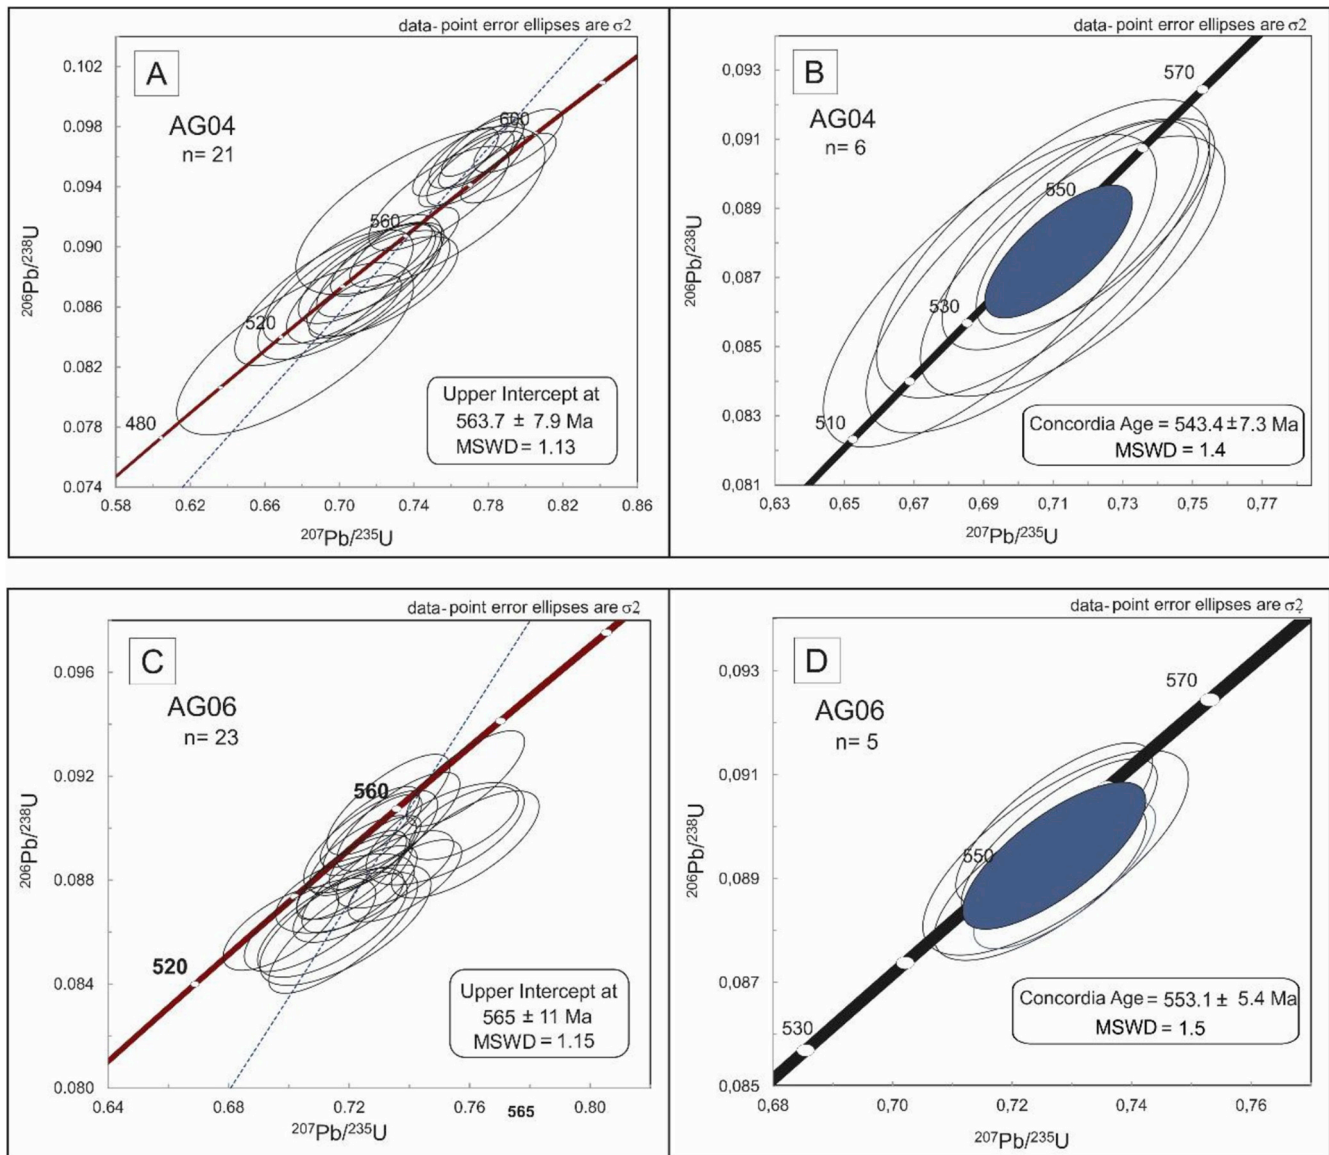 data-point error ellipses are σ2
A
AG04
n= 21
0.102
0.098
0.094
0.090
0.086
0.082
0.078
0.074
²⁰⁶Pb/²³⁸U
600
560
520
480
Upper Intercept at
563.7 ± 7.9 Ma
MSWD = 1.13
0.58 0.62 0.66 0.70 0.74 0.78 0.82 0.86
²⁰⁷Pb/²³⁵U
data-point error ellipses are σ2
B
AG04
n= 6
0,093
0,091
0,089
0,087
0,085
0,083
0,081
²⁰⁶Pb/²³⁸U
570
550
530
510
Concordia Age = 543.4 ±7.3 Ma
MSWD = 1.4
0,63 0,65 0,67 0,69 0,71 0,73 0,75 0,77
²⁰⁷Pb/²³⁵U
data-point error ellipses are σ2
C
AG06
n= 23
0.096
0.092
0.088
0.084
0.080
²⁰⁶Pb/²³⁸U
560
520
Upper Intercept at
565 ± 11 Ma
MSWD = 1.15
0.64 0.68 0.72 0.76 0.80
565
²⁰⁷Pb/²³⁵U
data-point error ellipses are σ2
D
AG06
n= 5
0,093
0,091
0,089
0,087
0,085
²⁰⁶Pb/²³⁸U
570
550
530
Concordia Age = 553.1 ± 5.4 Ma
MSWD = 1.5
0,68 0,70 0,72 0,74 0,76
²⁰⁷Pb/²³⁵U